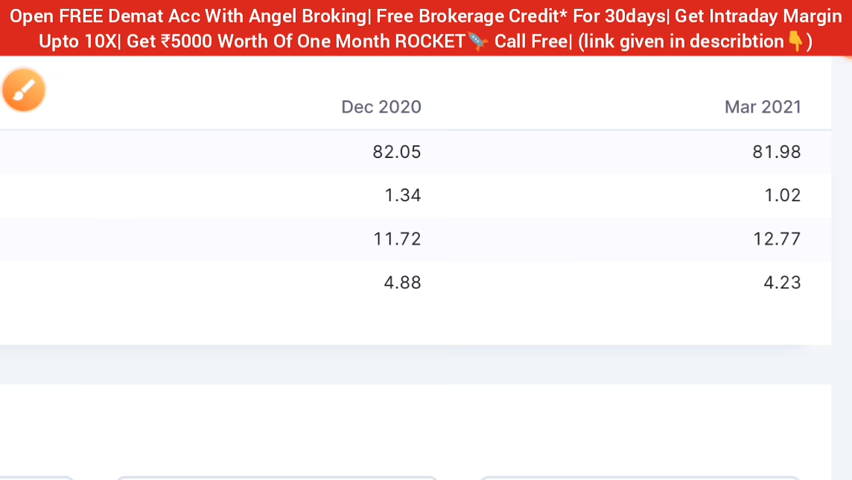 Open FREE Demat Acc With Angel Broking| Free Brokerage Credit* For 30days| Get Intraday Margin
Upto 10X| Get ₹5000 Worth Of One Month ROCKET🚀 Call Free| (link given in describtion👇)
Dec 2020 Mar 2021
82.05 81.98
1.34 1.02
11.72 12.77
4.88 4.23